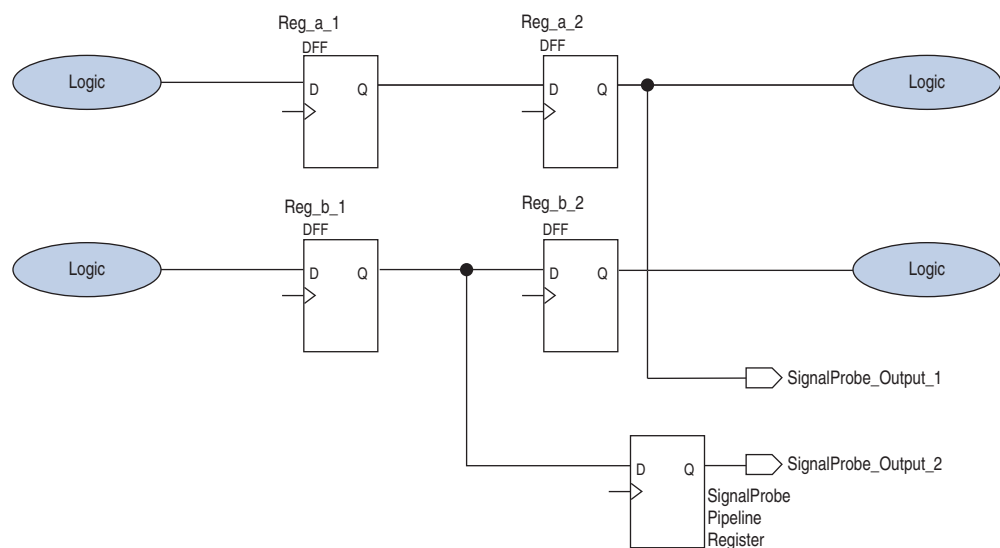 Reg_a_1
Reg_a_2
DFF
DFF
Logic
D Q
D Q
Logic
Reg_b_1
Reg_b_2
DFF
DFF
Logic
D Q
D Q
Logic
SignalProbe_Output_1
D Q
SignalProbe_Output_2
SignalProbe
Pipeline
Register